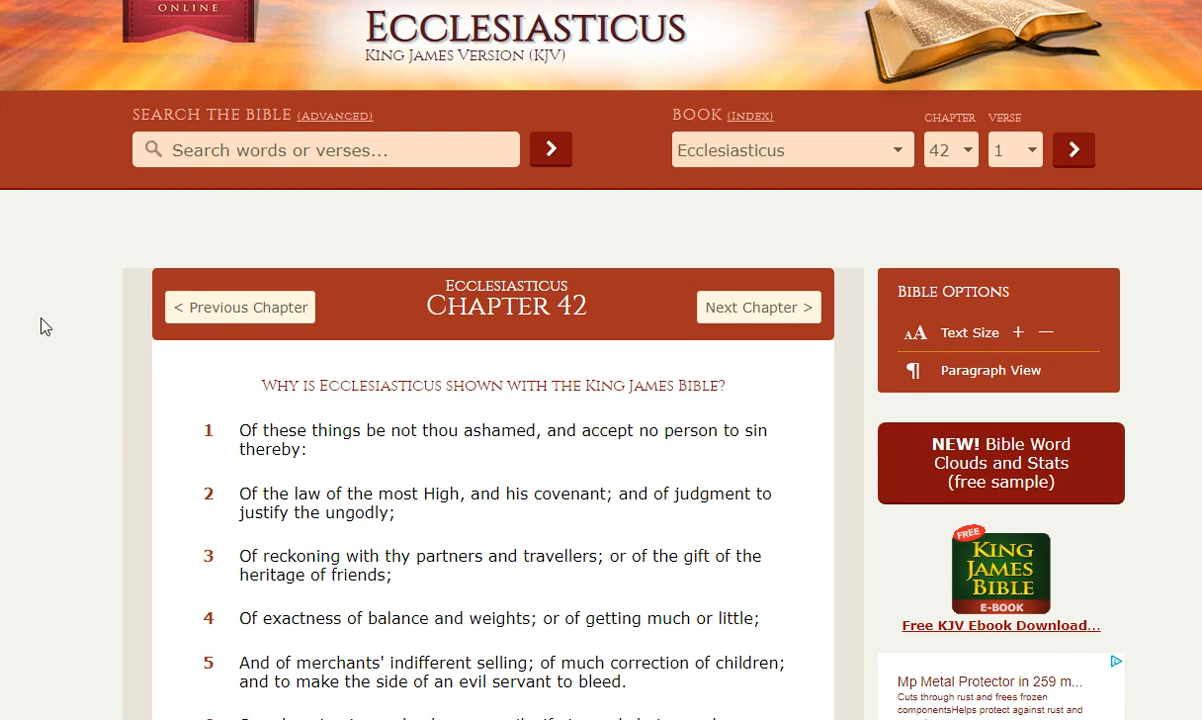 ONLINE
Ecclesiasticus
King James Version (KJV)
Search the Bible (Advanced)
Search words or verses...
Book (Index)
Chapter
Verse
Ecclesiasticus
42
1
Ecclesiasticus
Chapter 42
< Previous Chapter
Next Chapter >
Why is Ecclesiasticus shown with the King James Bible?
1 Of these things be not thou ashamed, and accept no person to sin
thereby:
2 Of the law of the most High, and his covenant; and of judgment to
justify the ungodly;
3 Of reckoning with thy partners and travellers; or of the gift of the
heritage of friends;
4 Of exactness of balance and weights; or of getting much or little;
5 And of merchants' indifferent selling; of much correction of children;
and to make the side of an evil servant to bleed.
Bible Options
AA Text Size + —
¶ Paragraph View
NEW! Bible Word
Clouds and Stats
(free sample)
FREE
KING
JAMES
BIBLE
E-BOOK
Free KJV Ebook Download...
Mp Metal Protector in 259 m...
Cuts through rust and frees frozen
componentsHelps protect against rust and